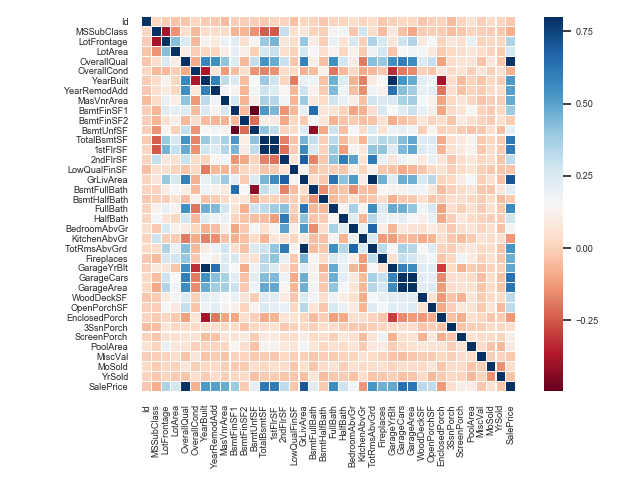 Id
MSSubClass
LotFrontage
LotArea
OverallQual
OverallCond
YearBuilt
YearRemodAdd
MasVnrArea
BsmtFinSF1
BsmtFinSF2
BsmtUnfSF
TotalBsmtSF
1stFlrSF
2ndFlrSF
LowQualFinSF
GrLivArea
BsmtFullBath
BsmtHalfBath
FullBath
HalfBath
BedroomAbvGr
KitchenAbvGr
TotRmsAbvGrd
Fireplaces
GarageYrBlt
GarageCars
GarageArea
WoodDeckSF
OpenPorchSF
EnclosedPorch
3SsnPorch
ScreenPorch
PoolArea
MiscVal
MoSold
YrSold
SalePrice
Id
MSSubClass
LotFrontage
LotArea
OverallQual
OverallCond
YearBuilt
YearRemodAdd
MasVnrArea
BsmtFinSF1
BsmtFinSF2
BsmtUnfSF
TotalBsmtSF
1stFlrSF
2ndFlrSF
LowQualFinSF
GrLivArea
BsmtFullBath
BsmtHalfBath
FullBath
HalfBath
BedroomAbvGr
KitchenAbvGr
TotRmsAbvGrd
Fireplaces
GarageYrBlt
GarageCars
GarageArea
WoodDeckSF
OpenPorchSF
EnclosedPorch
3SsnPorch
ScreenPorch
PoolArea
MiscVal
MoSold
YrSold
SalePrice
0.75
0.50
0.25
0.00
−0.25